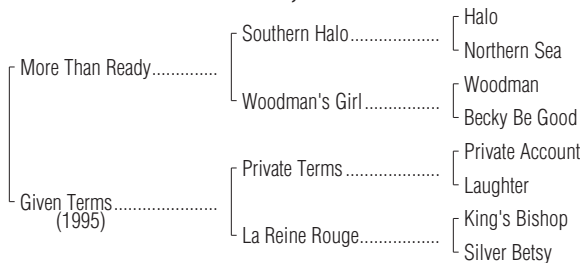 Halo
Southern Halo....................
Northern Sea
More Than Ready..............
Woodman
Woodman's Girl.................
Becky Be Good
Private Account
Private Terms.....................
Laughter
Given Terms.......................
(1995)
King's Bishop
La Reine Rouge..................
Silver Betsy